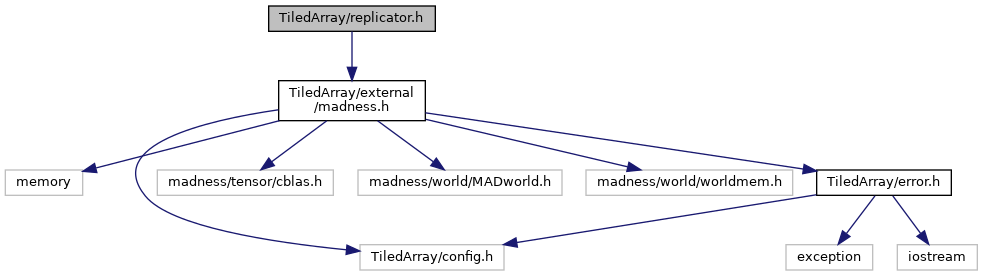 TiledArray/replicator.h
TiledArray/external
/madness.h
memory
madness/tensor/cblas.h
madness/world/MADworld.h
madness/world/worldmem.h
TiledArray/error.h
TiledArray/config.h
exception
iostream